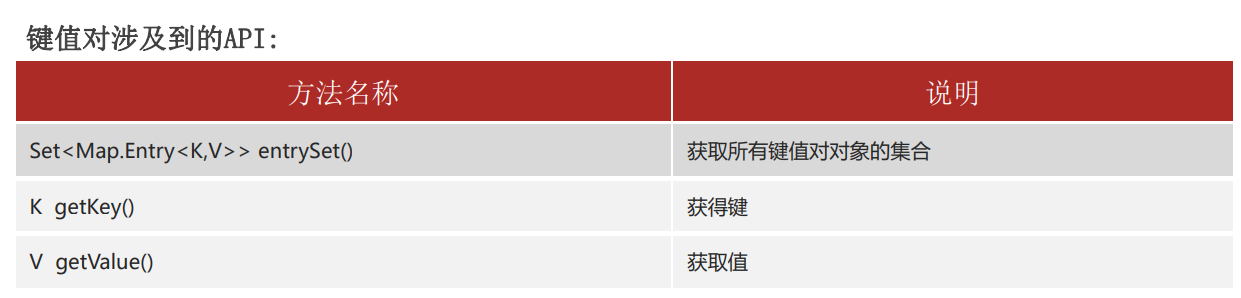 键值对涉及到的API:
方法名称 说明
Set<Map.Entry<K,V>> entrySet() 获取所有键值对对象的集合
K  getKey() 获得键
V  getValue() 获取值